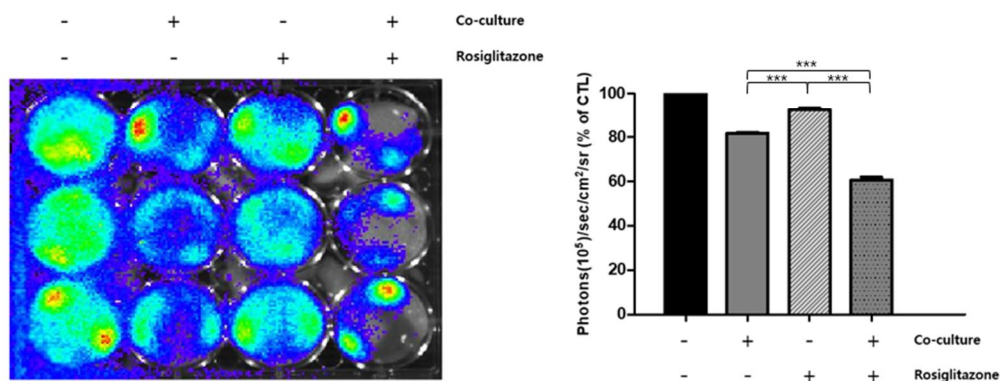 - + - + Co-culture
- - + + Rosiglitazone
***
*** ***
Photons(10⁵)/sec/cm²/sr (% of CTL)
100
80
60
40
20
0
- + - + Co-culture
- - + + Rosiglitazone